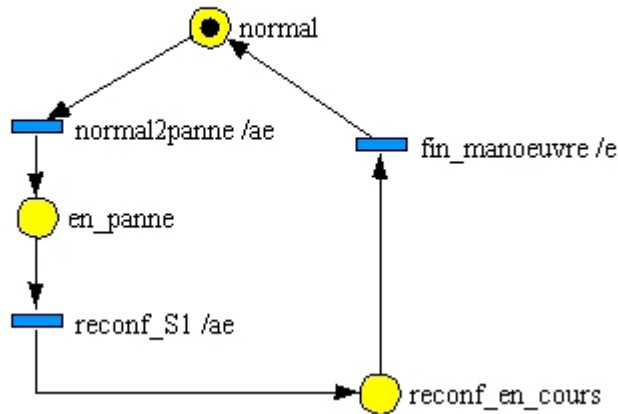 normal
normal2panne /ae
fin_manoeuvre /e
en_panne
reconf_S1 /ae
reconf_en_cours